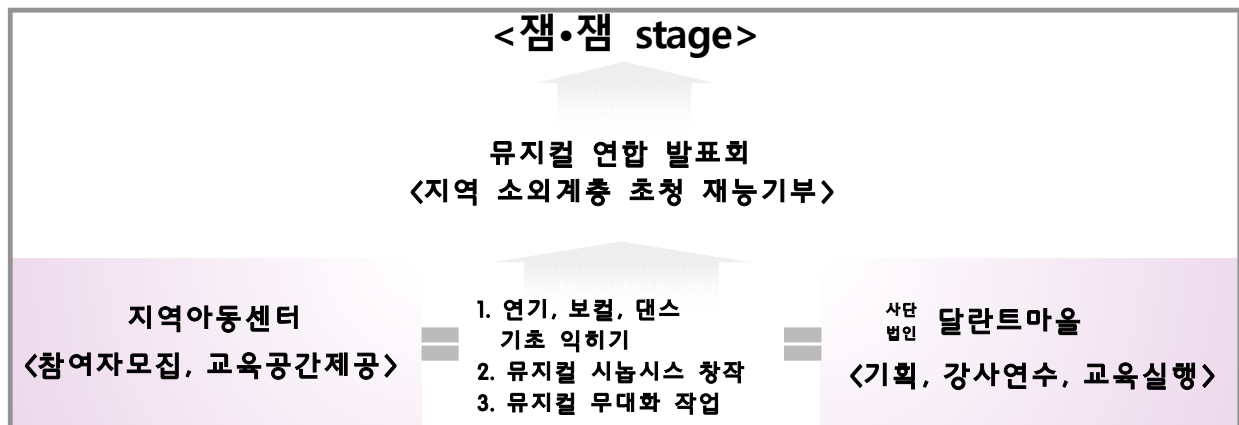 <잼•잼 stage>
뮤지컬 연합 발표회
<지역 소외계층 초청 재능기부>
지역아동센터
<참여자모집, 교육공간제공>
1. 연기, 보컬, 댄스
기초 익히기
2. 뮤지컬 시놉시스 창작
3. 뮤지컬 무대화 작업
사단
법인
달란트마을
<기획, 강사연수, 교육실행>